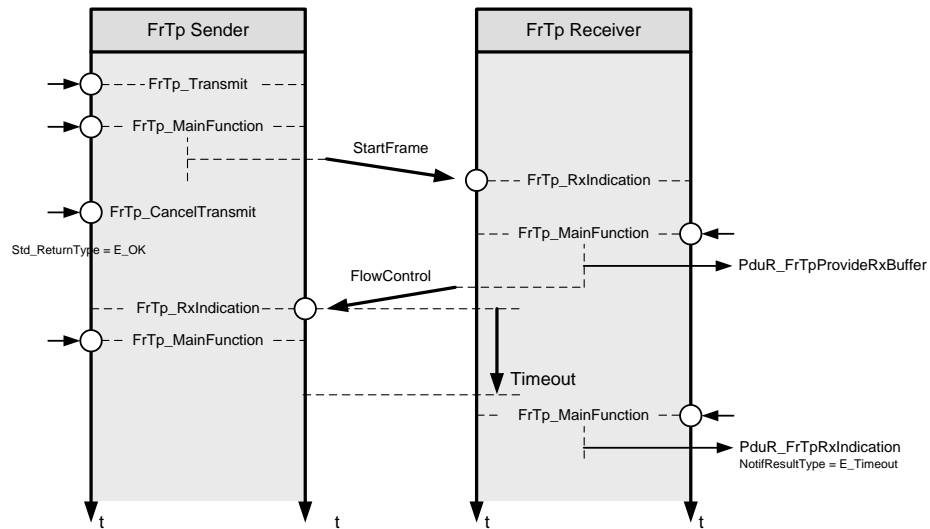 FrTp Sender
FrTp Receiver
FrTp_Transmit
FrTp_MainFunction
StartFrame
FrTp_RxIndication
FrTp_CancelTransmit
FrTp_MainFunction
Std_ReturnType = E_OK
PduR_FrTpProvideRxBuffer
FlowControl
FrTp_RxIndication
FrTp_MainFunction
Timeout
FrTp_MainFunction
PduR_FrTpRxIndication
NotifResultType = E_Timeout
t
t
t
t